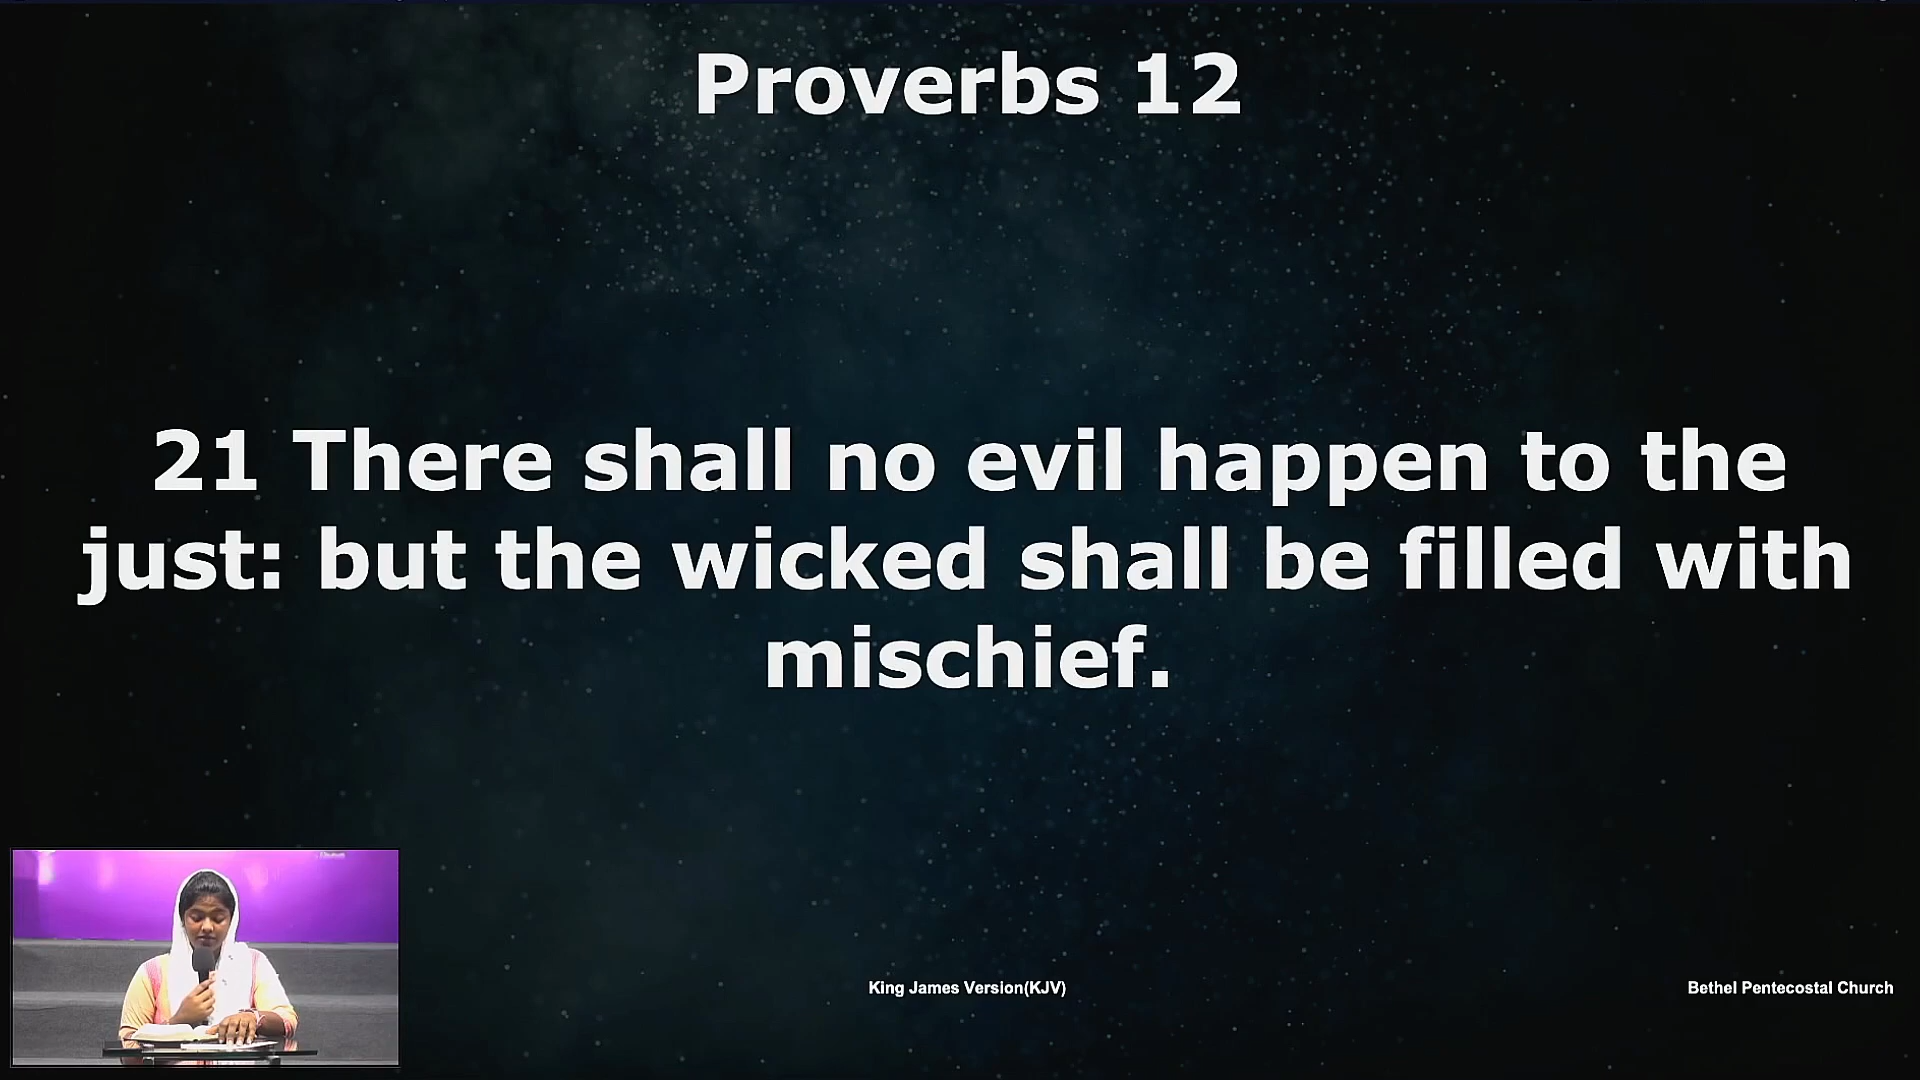 Proverbs 12
21 There shall no evil happen to the
just: but the wicked shall be filled with
mischief.
King James Version(KJV)
Bethel Pentecostal Church